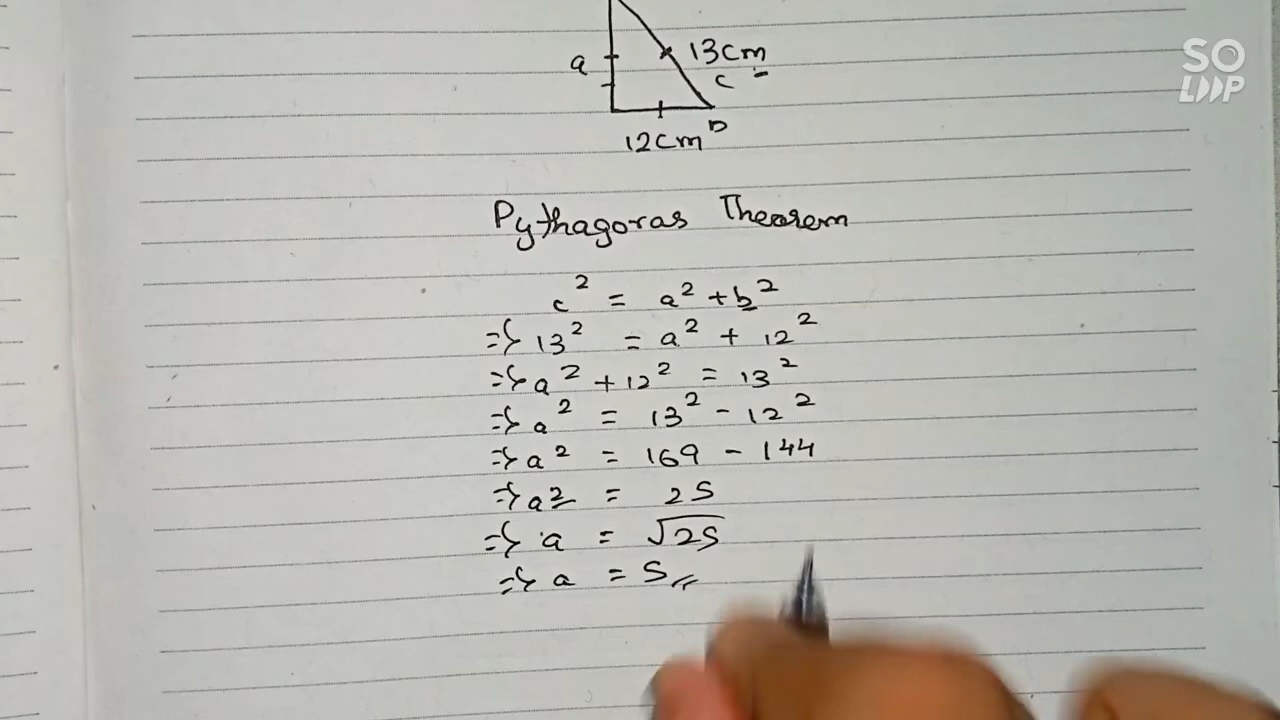 a
13cm
c
12cm b
Pythagoras Theorem
c² = a² + b²
=> 13² = a² + 12²
=> a² + 12² = 13²
=> a² = 13² - 12²
=> a² = 169 - 144
=> a² = 25
=> a = √25
=> a = 5
SO
LOOP